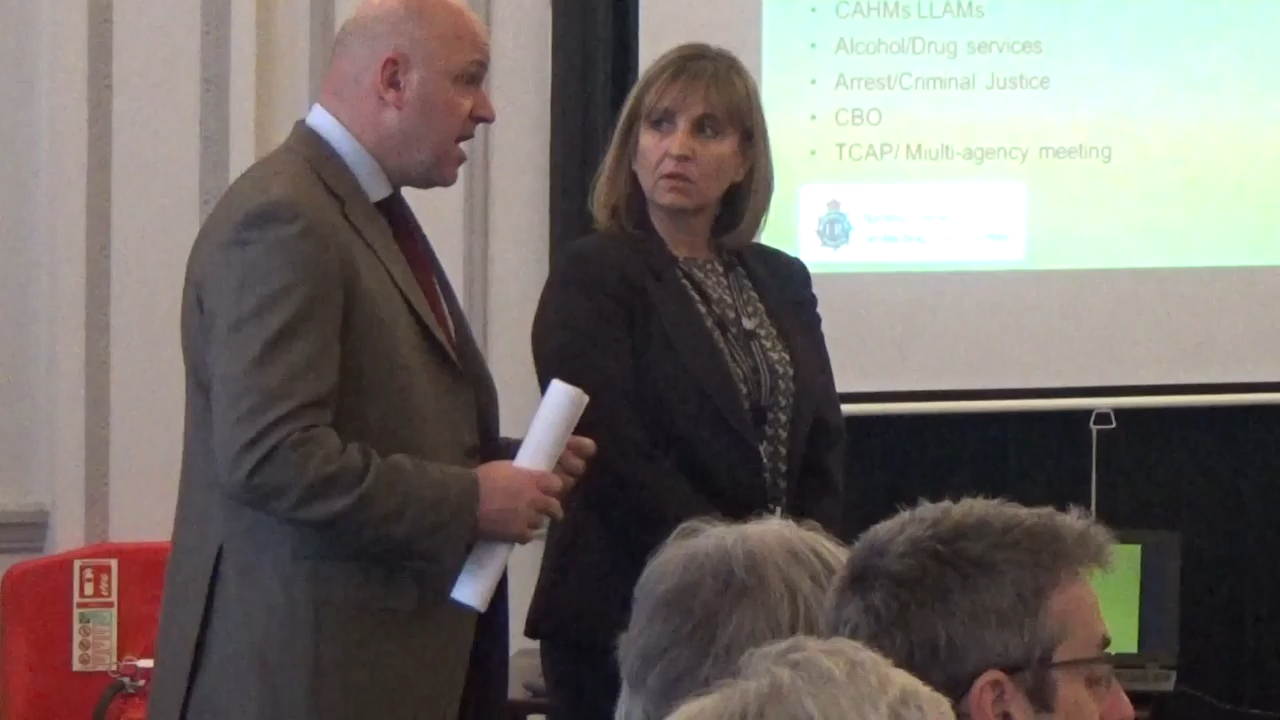 • CAHMs LLAMs
• Alcohol/Drug services
• Arrest/Criminal Justice
• CBO
• TCAP/ Miulti-agency meeting